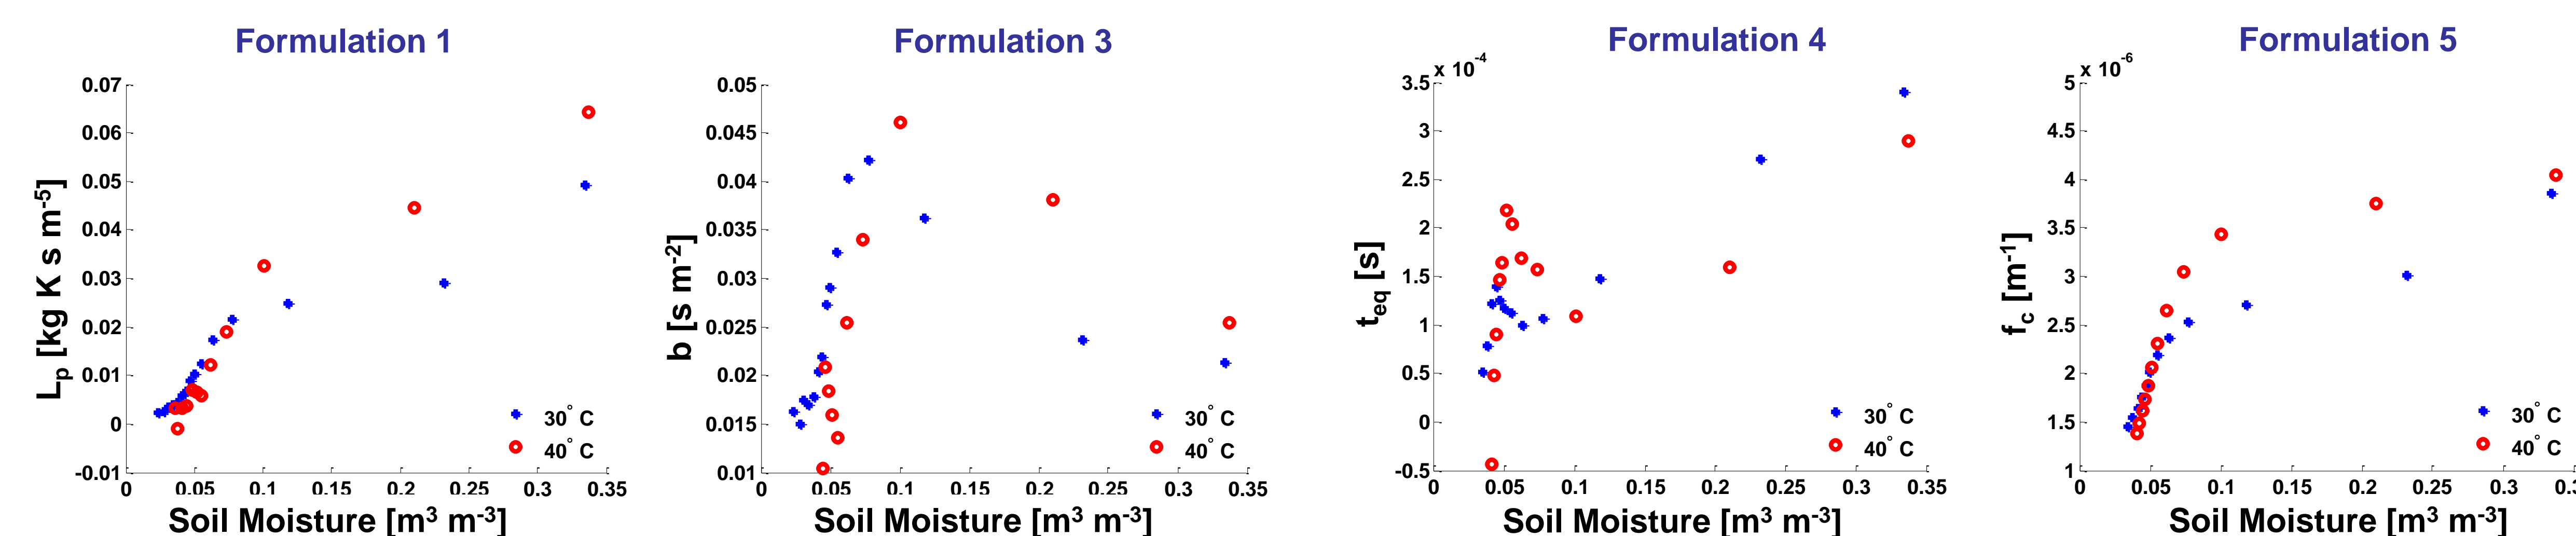 Formulation 1
0.07
0.06
0.05
0.04
0.03
0.02
0.01
0
-0.01
0 0.05 0.1 0.15 0.2 0.25 0.3 0.35
L_p [kg K s m^-5]
Soil Moisture [m³ m^-3]
30° C
40° C
Formulation 3
0.05
0.045
0.04
0.035
0.03
0.025
0.02
0.015
0.01
0 0.05 0.1 0.15 0.2 0.25 0.3 0.35
b [s m^-2]
Soil Moisture [m³ m^-3]
30° C
40° C
Formulation 4
x 10^-4
3.5
3
2.5
2
1.5
1
0.5
0
-0.5
0 0.05 0.1 0.15 0.2 0.25 0.3 0.35
t_eq [s]
Soil Moisture [m³ m^-3]
30° C
40° C
Formulation 5
x 10^-6
5
4.5
4
3.5
3
2.5
2
1.5
1
0 0.05 0.1 0.15 0.2 0.25 0.3
f_c [m^-1]
Soil Moisture [m³ m^-3]
30° C
40° C